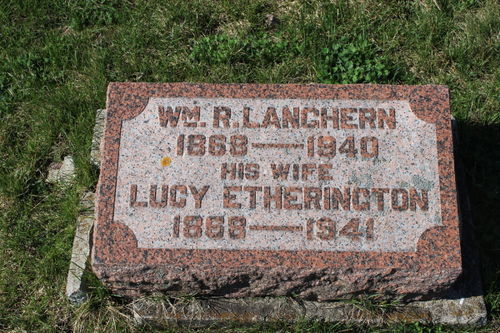 WM. R. LANCHERN
1868 — 1940
HIS WIFE
LUCY ETHERINGTON
1868 — 1941